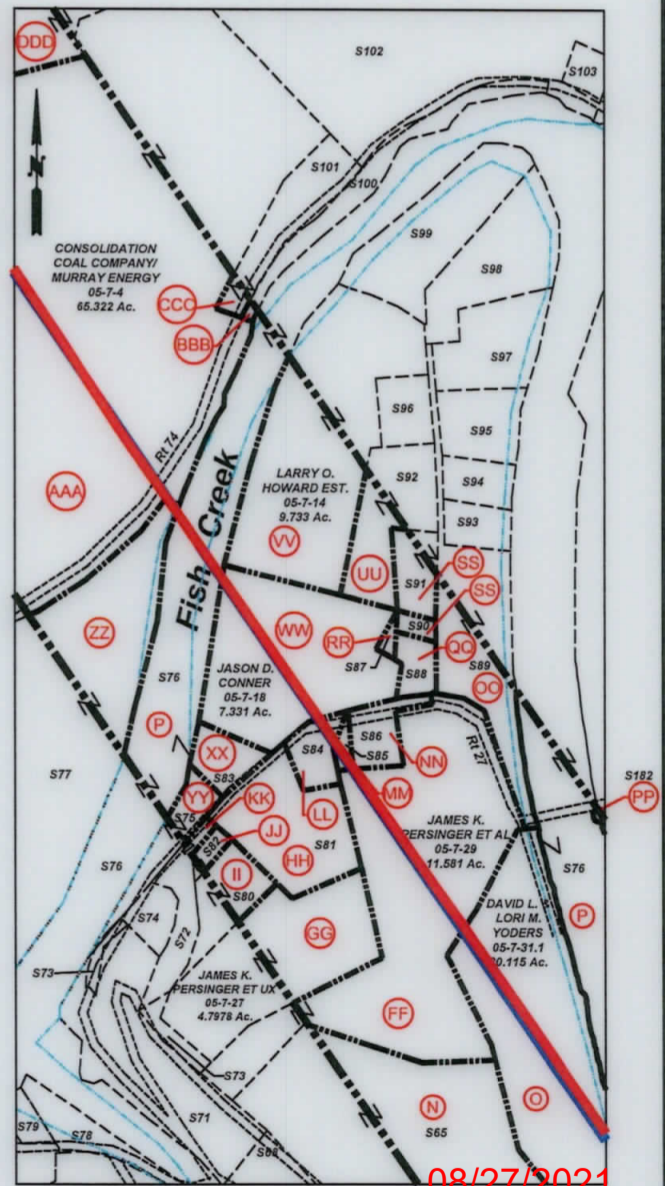 DDD
S102
S103
N
S101
S100
CONSOLIDATION
COAL COMPANY/
MURRAY ENERGY
05-7-4
65.322 Ac.
S99
S98
CCC
BBB
S97
Rt 74
S96
S95
Fish Creek
LARRY O.
HOWARD EST.
05-7-14
9.733 Ac.
S92
S94
AAA
S93
VV
UU
S91
SS
SS
S90
ZZ
WW
RR
S87
QQ
S88
S89
OO
S76
JASON D.
CONNER
05-7-18
7.331 Ac.
P
S77
XX
S83
S84
S86
S85
NN
Rt 27
S182
PP
YY
S75
KK
LL
MM
S82
JJ
HH
S81
JAMES K.
PERSINGER ET AL
05-7-29
11.581 Ac.
S76
S76
II
S80
P
DAVID L.
LORI M.
YODERS
05-7-31.1
0.115 Ac.
S74
S72
GG
S73
JAMES K.
PERSINGER ET UX
05-7-27
4.7978 Ac.
FF
S73
N
O
S71
S65
S79
S78
08/27/2021